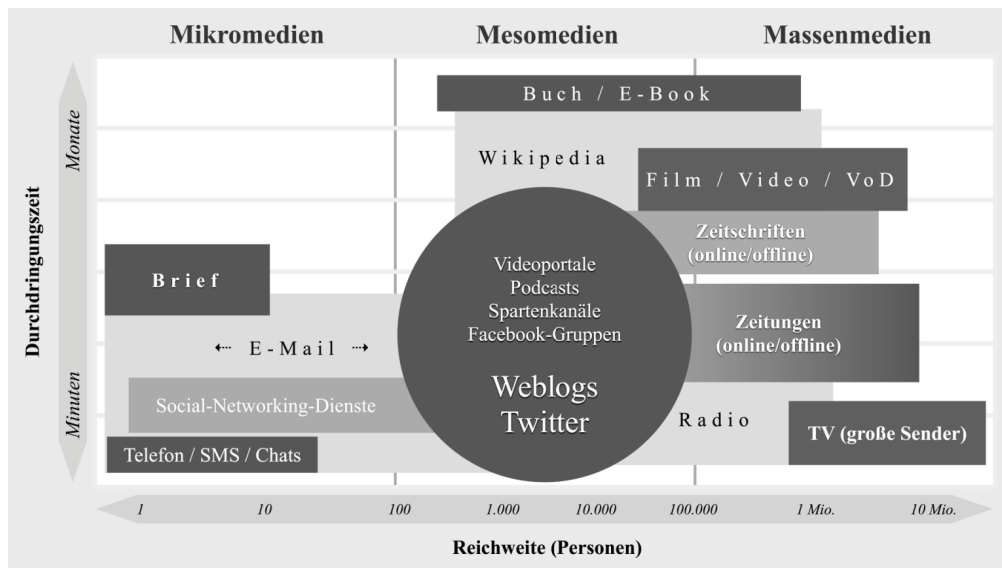 Mikromedien
Mesomedien
Massenmedien
Durchdringungszeit
Monate
Minuten
Buch / E-Book
Wikipedia
Film / Video / VoD
Zeitschriften
(online/offline)
Brief
Videoportale
Podcasts
Spartenkanäle
Facebook-Gruppen
Zeitungen
(online/offline)
E-Mail
Weblogs
Twitter
Social-Networking-Dienste
Radio
TV (große Sender)
Telefon / SMS / Chats
1
10
100
1.000
10.000
100.000
1 Mio.
10 Mio.
Reichweite (Personen)